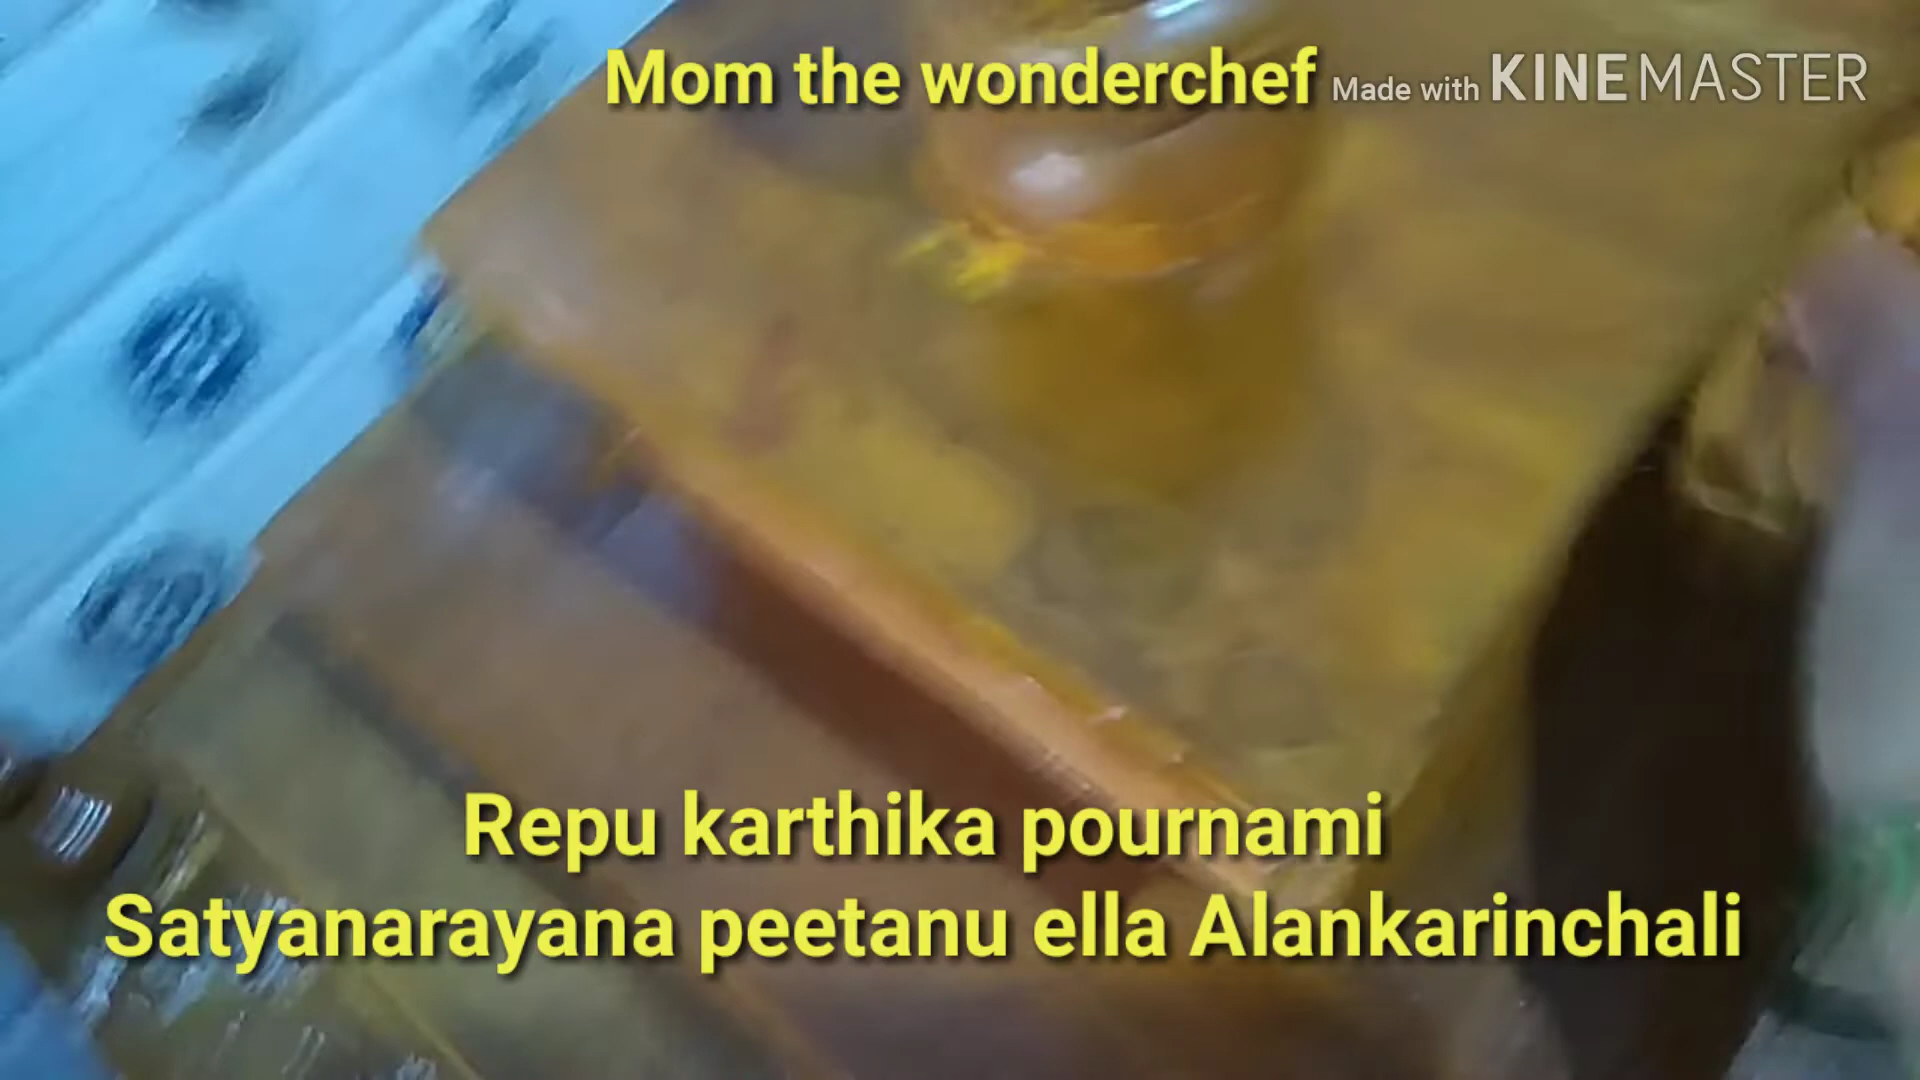 Mom the wonderchef
Made with KINEMASTER
Repu karthika pournami
Satyanarayana peetanu ella Alankarinchali